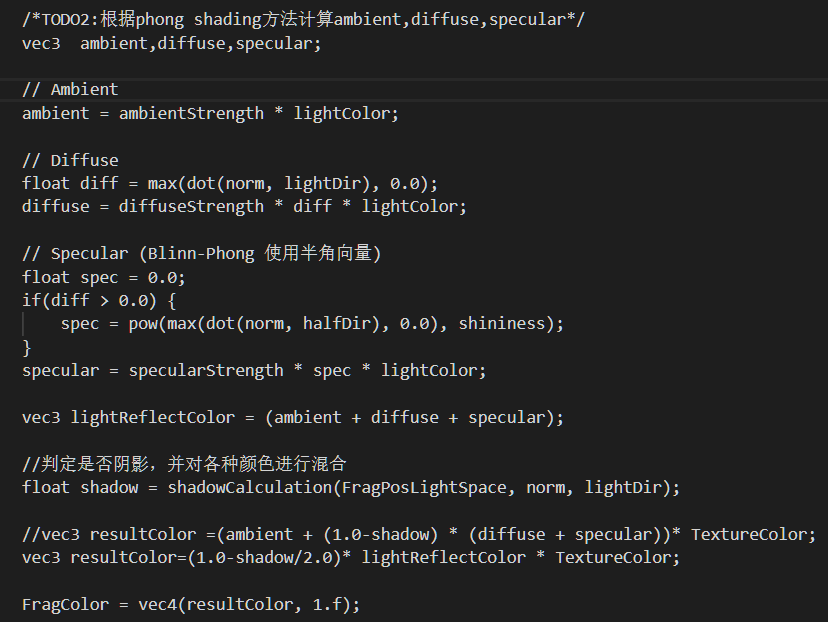 /*TODO2:根据phong shading方法计算ambient,diffuse,specular*/
vec3  ambient,diffuse,specular;
// Ambient
ambient = ambientStrength * lightColor;
// Diffuse
float diff = max(dot(norm, lightDir), 0.0);
diffuse = diffuseStrength * diff * lightColor;
// Specular (Blinn-Phong 使用半角向量)
float spec = 0.0;
if(diff > 0.0) {
    spec = pow(max(dot(norm, halfDir), 0.0), shininess);
}
specular = specularStrength * spec * lightColor;
vec3 lightReflectColor = (ambient + diffuse + specular);
//判定是否阴影，并对各种颜色进行混合
float shadow = shadowCalculation(FragPosLightSpace, norm, lightDir);
//vec3 resultColor =(ambient + (1.0-shadow) * (diffuse + specular))* TextureColor;
vec3 resultColor=(1.0-shadow/2.0)* lightReflectColor * TextureColor;
FragColor = vec4(resultColor, 1.f);